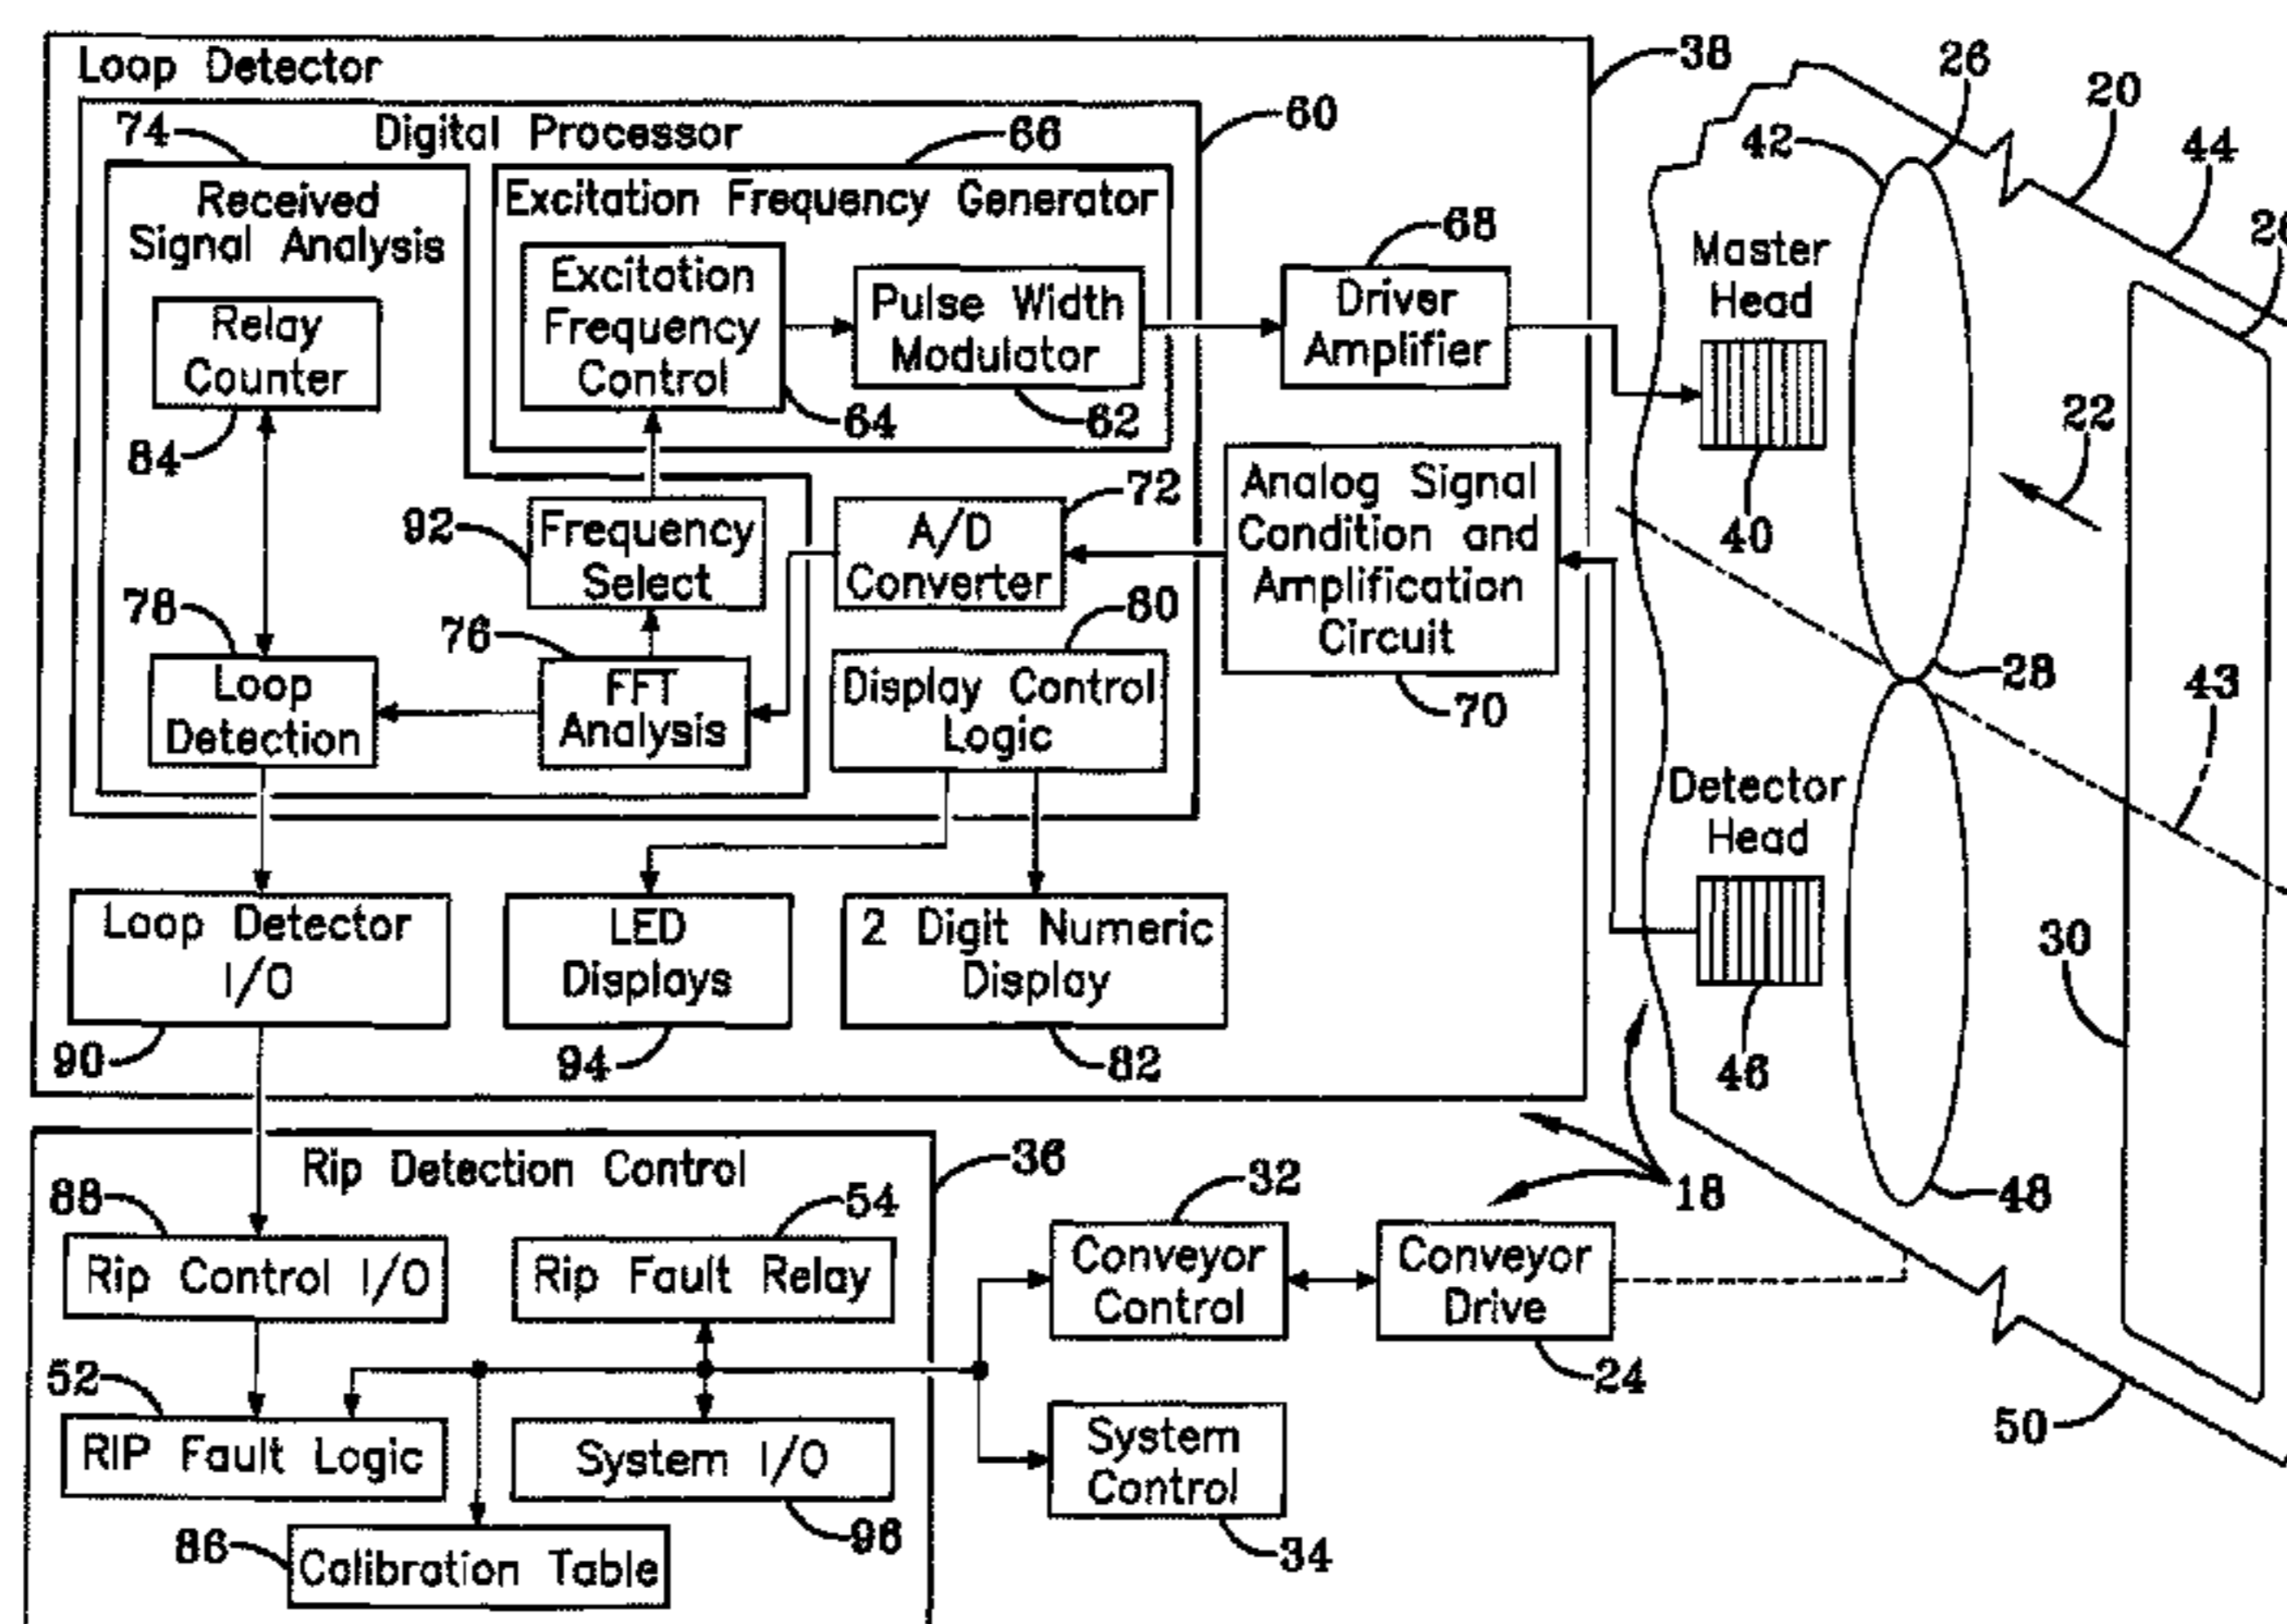 Loop Detector
38
Digital Processor
60
74
66
Received
Signal Analysis
Excitation Frequency Generator
Excitation
Frequency
Control
64
Pulse Width
Modulator
62
68
Driver
Amplifier
Relay
Counter
84
92
Frequency
Select
72
A/D
Converter
Analog Signal
Condition and
Amplification
Circuit
70
78
Loop
Detection
76
FFT
Analysis
80
Display Control
Logic
Loop Detector
I/O
90
LED
Displays
94
2 Digit Numeric
Display
82
26
20
42
44
Master
Head
40
22
28
43
Detector
Head
46
30
48
18
50
Rip Detection Control
36
88
Rip Control I/O
54
Rip Fault Relay
52
RIP Fault Logic
System I/O
96
86
Calibration Table
32
Conveyor
Control
Conveyor
Drive
24
System
Control
34